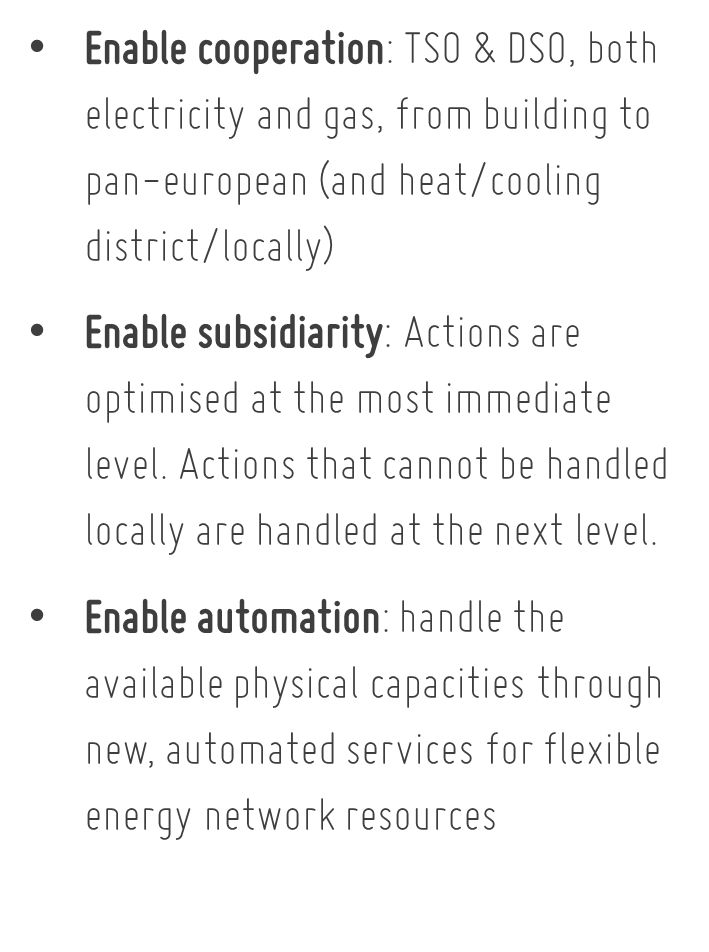 • Enable cooperation: TSO & DSO, both
electricity and gas, from building to
pan-european (and heat/cooling
district/locally)
• Enable subsidiarity: Actions are
optimised at the most immediate
level. Actions that cannot be handled
locally are handled at the next level.
• Enable automation: handle the
available physical capacities through
new, automated services for flexible
energy network resources